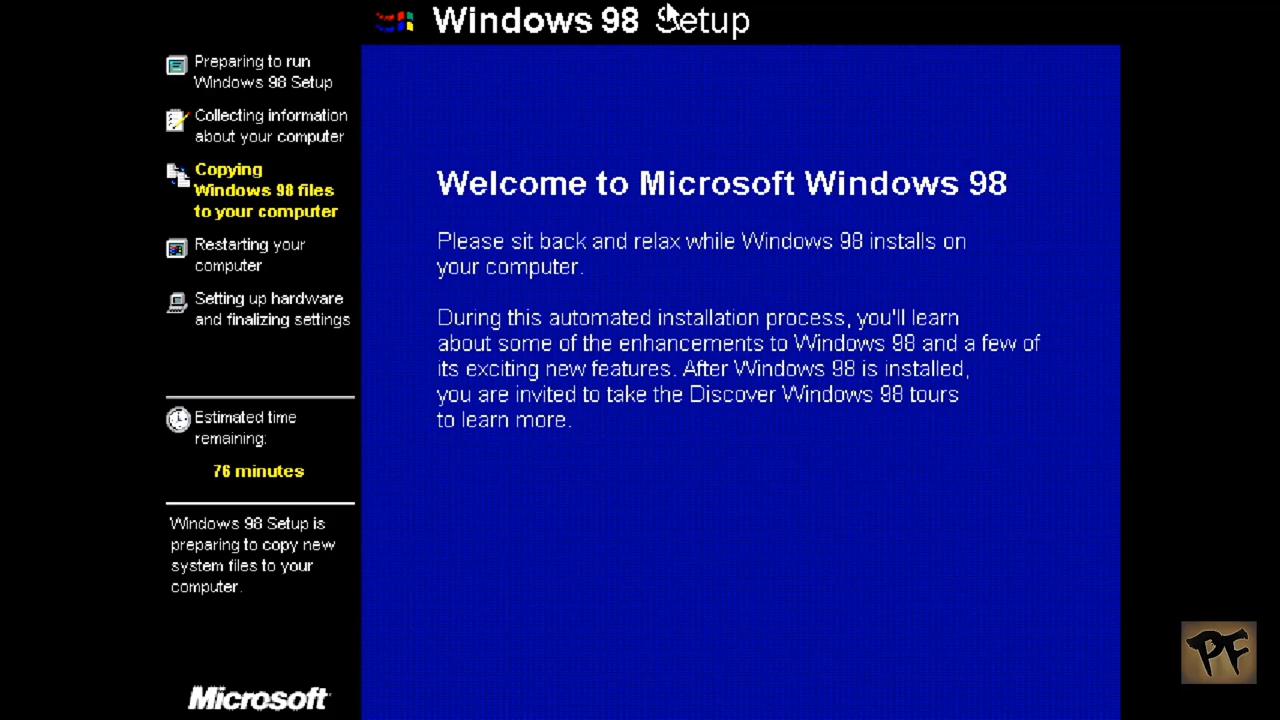 Windows 98 Setup
Preparing to run
Windows 98 Setup
Collecting information
about your computer
Copying
Windows 98 files
to your computer
Restarting your
computer
Setting up hardware
and finalizing settings
Estimated time
remaining:
76 minutes
Windows 98 Setup is
preparing to copy new
system files to your
computer.
Microsoft
Welcome to Microsoft Windows 98
Please sit back and relax while Windows 98 installs on
your computer.
During this automated installation process, you'll learn
about some of the enhancements to Windows 98 and a few of
its exciting new features. After Windows 98 is installed,
you are invited to take the Discover Windows 98 tours
to learn more.
PF